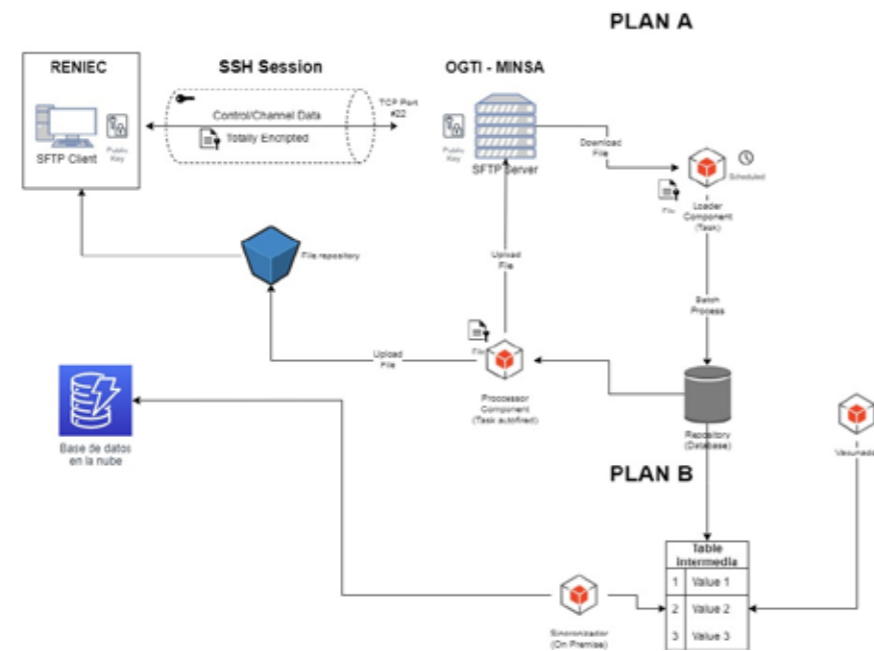 PLAN A
RENIEC
SSH Session
OGTI - MINSA
TCP Port
#22
Control/Channel Data
Totally Encripted
Public
Key
SFTP Client
Public
Key
SFTP Server
Download
File
Scheduled
File
Loader
Component
(Task)
File repository
Upload
File
Batch
Process
File
Upload
File
Processor
Component
(Task autofired)
Repository
(Database)
Base de datos
en la nube
Vacunado
PLAN B
Table
Intermedia
1 Value 1
2 Value 2
3 Value 3
Sincronizador
(On Premise)